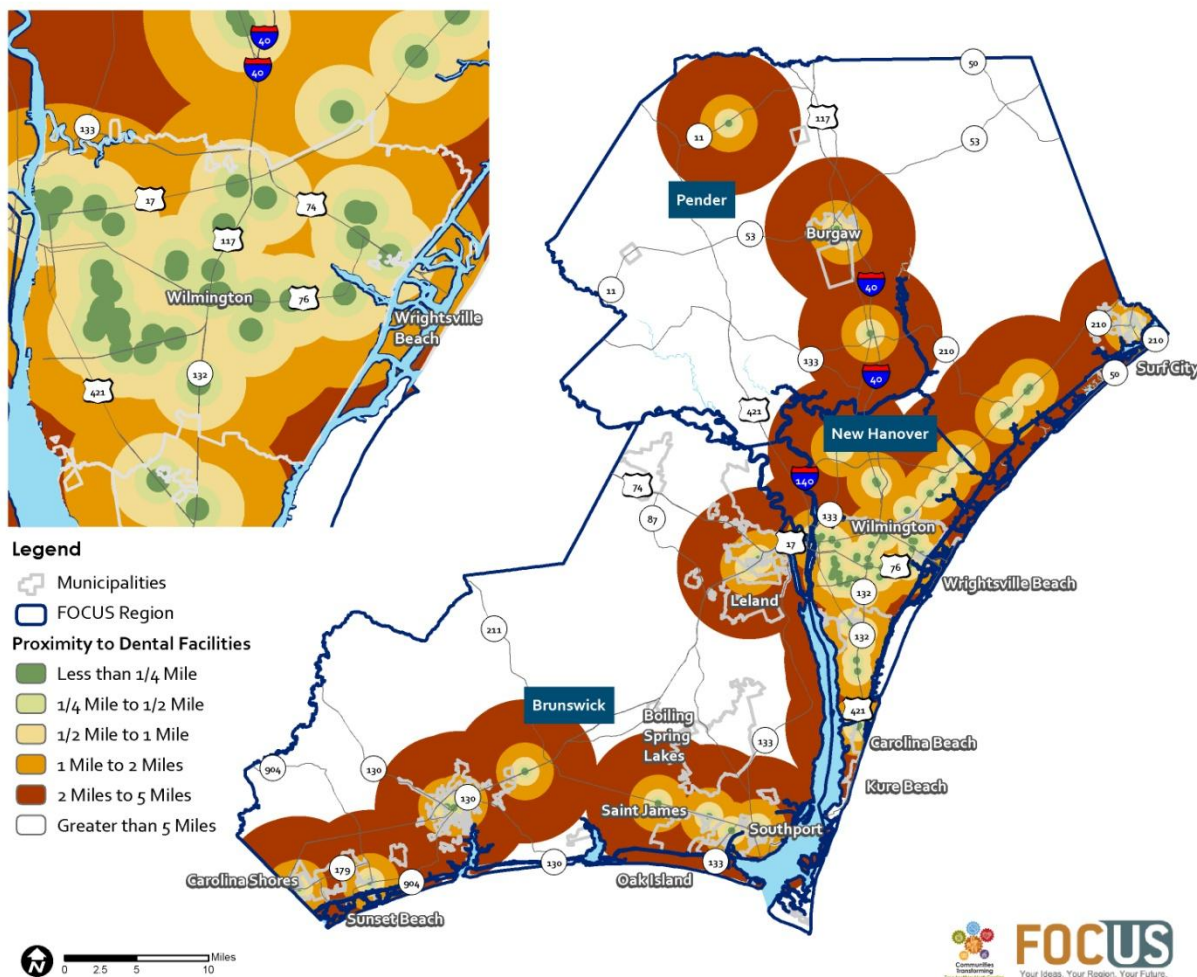 40
40
133
17
74
117
Wilmington
76
Wrightsville
Beach
132
421
Legend
Municipalities
FOCUS Region
Proximity to Dental Facilities
Less than 1/4 Mile
1/4 Mile to 1/2 Mile
1/2 Mile to 1 Mile
1 Mile to 2 Miles
2 Miles to 5 Miles
Greater than 5 Miles
Miles
0 2.5 5 10
50
117
11
53
Pender
53
Burgaw
11
40
210
210
133
210
40
50
Surf City
421
New Hanover
140
74
87
133
Wilmington
17
76
Wrightsville Beach
Leland
132
211
132
Brunswick
421
Boiling
Spring
Lakes
133
Carolina Beach
904
130
Kure Beach
130
Saint James
Southport
179
130
133
Carolina Shores
904
Oak Island
Sunset Beach
Communities
Transforming
FOCUS
Your Ideas. Your Region. Your Future.